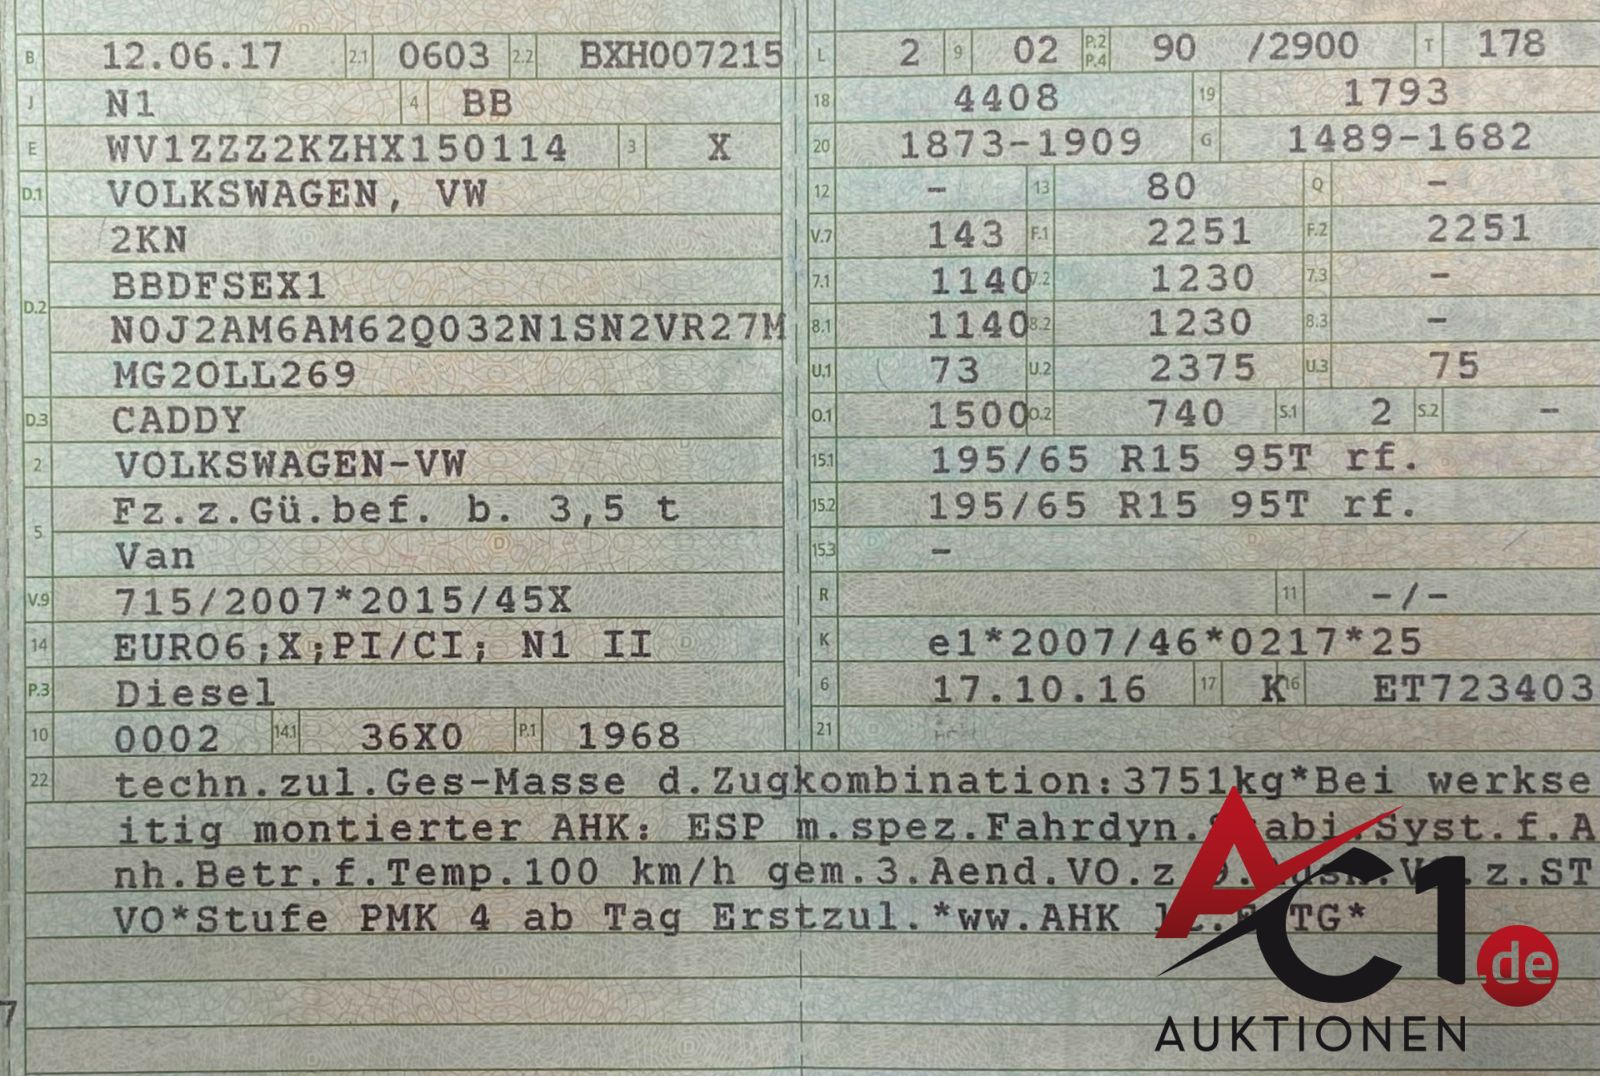 B 12.06.17 2.1 0603 2.2 BXH007215
J N1 4 BB
E WV1ZZZ2KZHX150114 3 X
D.1 VOLKSWAGEN, VW
2KN
BBDFSEX1
D.2
N0J2AM6AM62Q032N1SN2VR27M
MG2OLL269
D.3 CADDY
2 VOLKSWAGEN-VW
Fz.z.Gü.bef. b. 3,5 t
5
Van
V.9 715/2007*2015/45X
14 EURO6;X;PI/CI; N1 II
P.3 Diesel
10 0002 14.1 36X0 P.1 1968
L 2 9 02 P.2 P.4 90 /2900 T 178
18 4408 19 1793
20 1873-1909 G 1489-1682
12 - 13 80 Q -
V.7 143 F.1 2251 F.2 2251
7.1 1140 7.2 1230 7.3 -
8.1 1140 8.2 1230 8.3 -
U.1 73 U.2 2375 U.3 75
O.1 1500 O.2 740 S.1 2 S.2 -
15.1 195/65 R15 95T rf.
15.2 195/65 R15 95T rf.
15.3 -
R 11 -/-
K e1*2007/46*0217*25
6 17.10.16 17 K 16 ET723403
21
22 techn.zul.Ges-Masse d.Zugkombination:3751kg*Bei werkse
itig montierter AHK: ESP m.spez.Fahrdyn.Stabi.Syst.f.A
nh.Betr.f.Temp.100 km/h gem.3.Aend.VO.z.9.Ausn.VO.z.ST
VO*Stufe PMK 4 ab Tag Erstzul.*ww.AHK TG*
7
AC1.de
AUKTIONEN